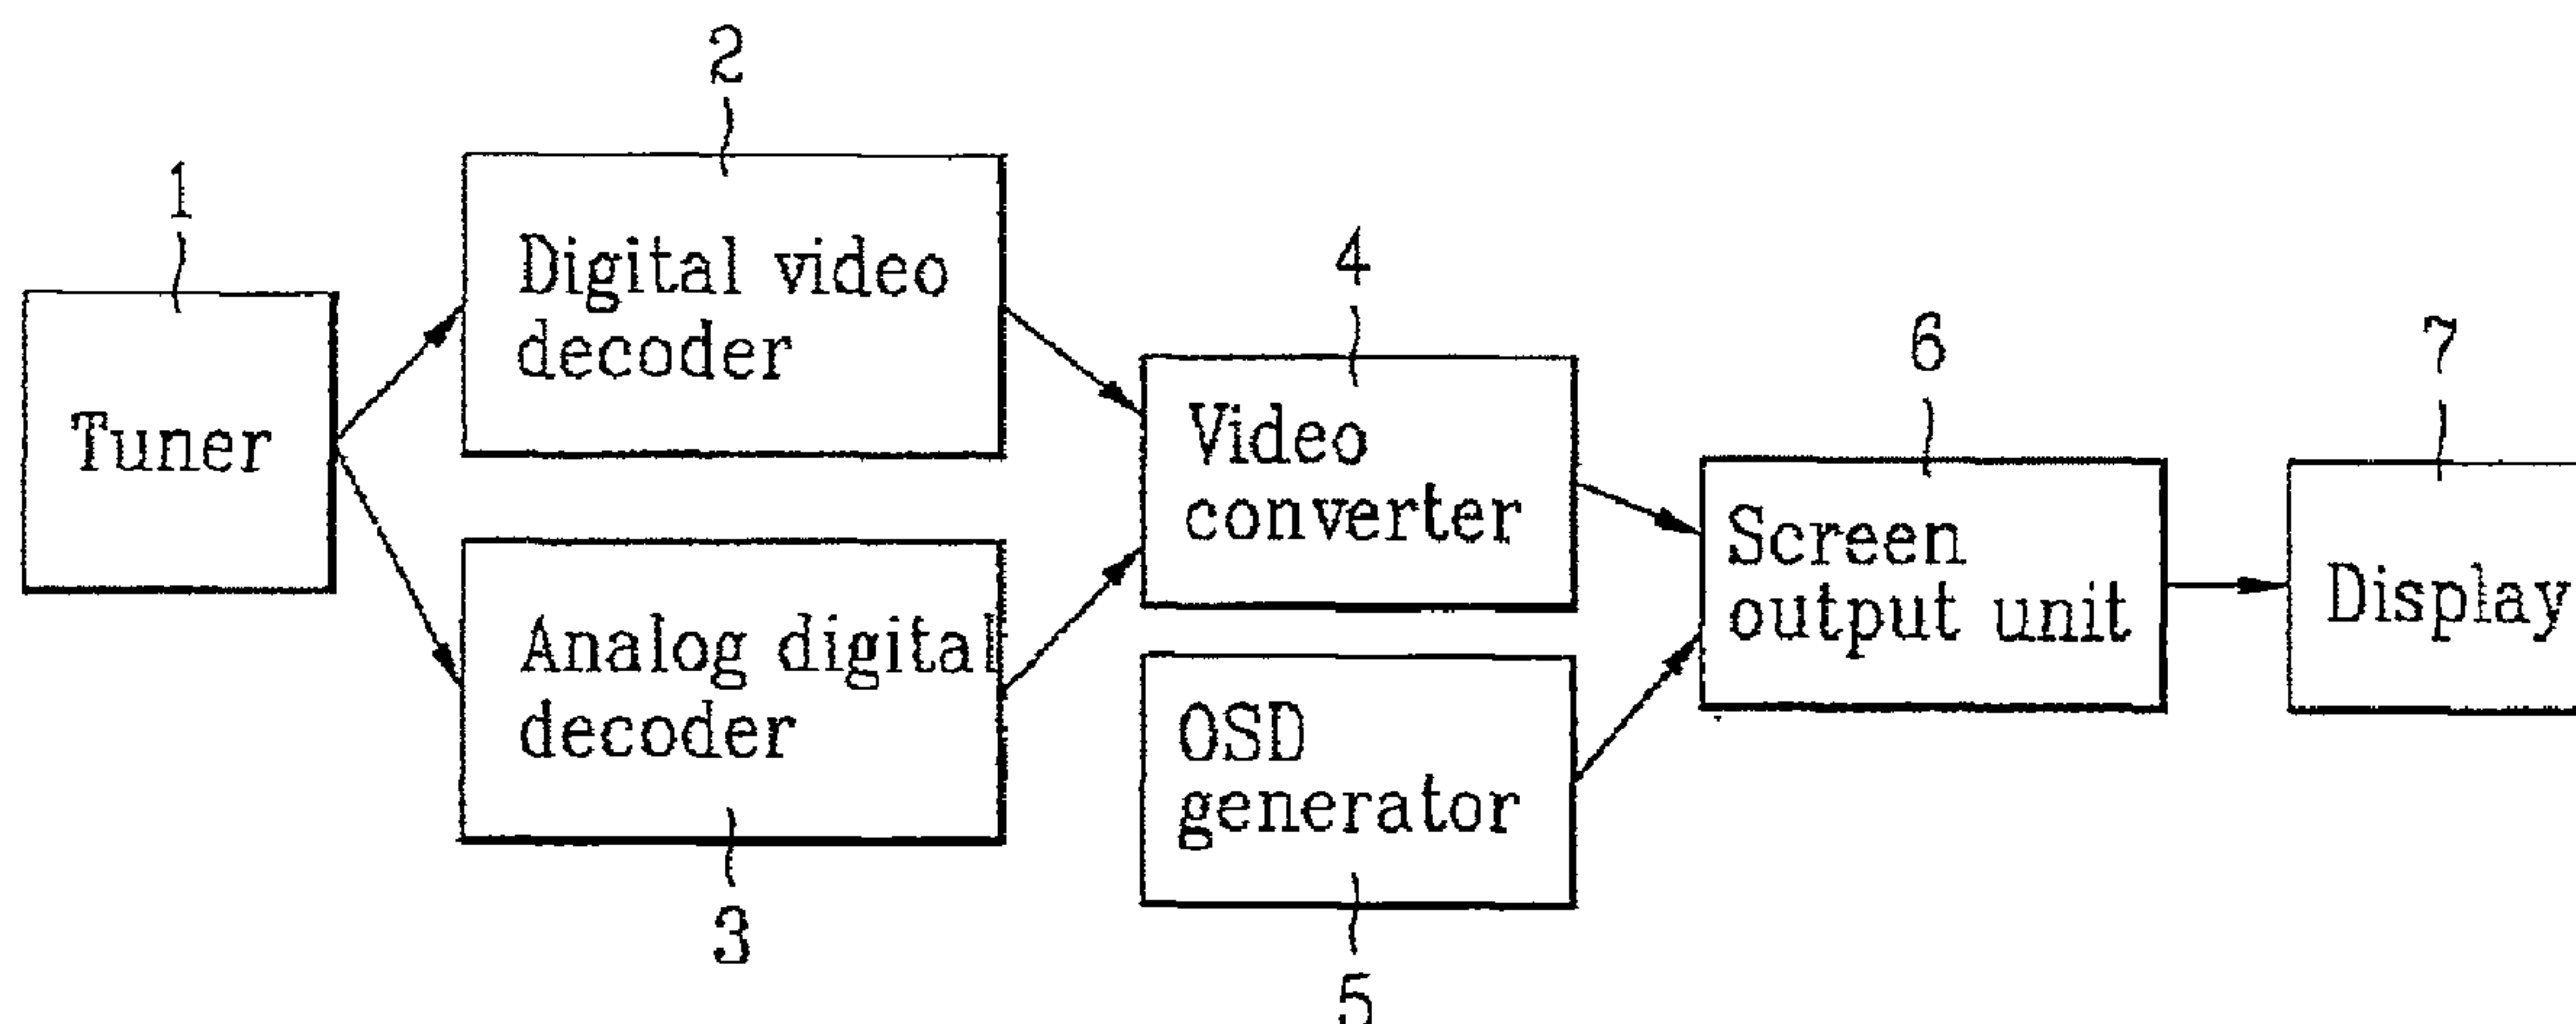 1
Tuner
2
Digital video
decoder
Analog digital
decoder
3
4
Video
converter
OSD
generator
5
6
Screen
output unit
7
Display